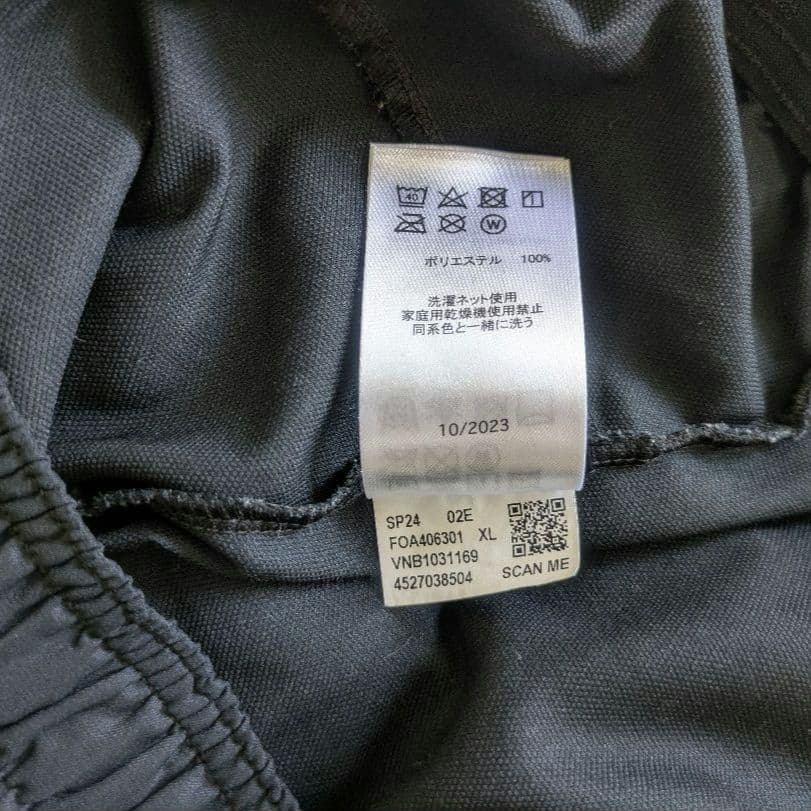 40
W
ポリエステル 100%
洗濯ネット使用
家庭用乾燥機使用禁止
同系色と一緒に洗う
10/2023
SP24 02E
FOA406301 XL
VNB1031169
4527038504 SCAN ME